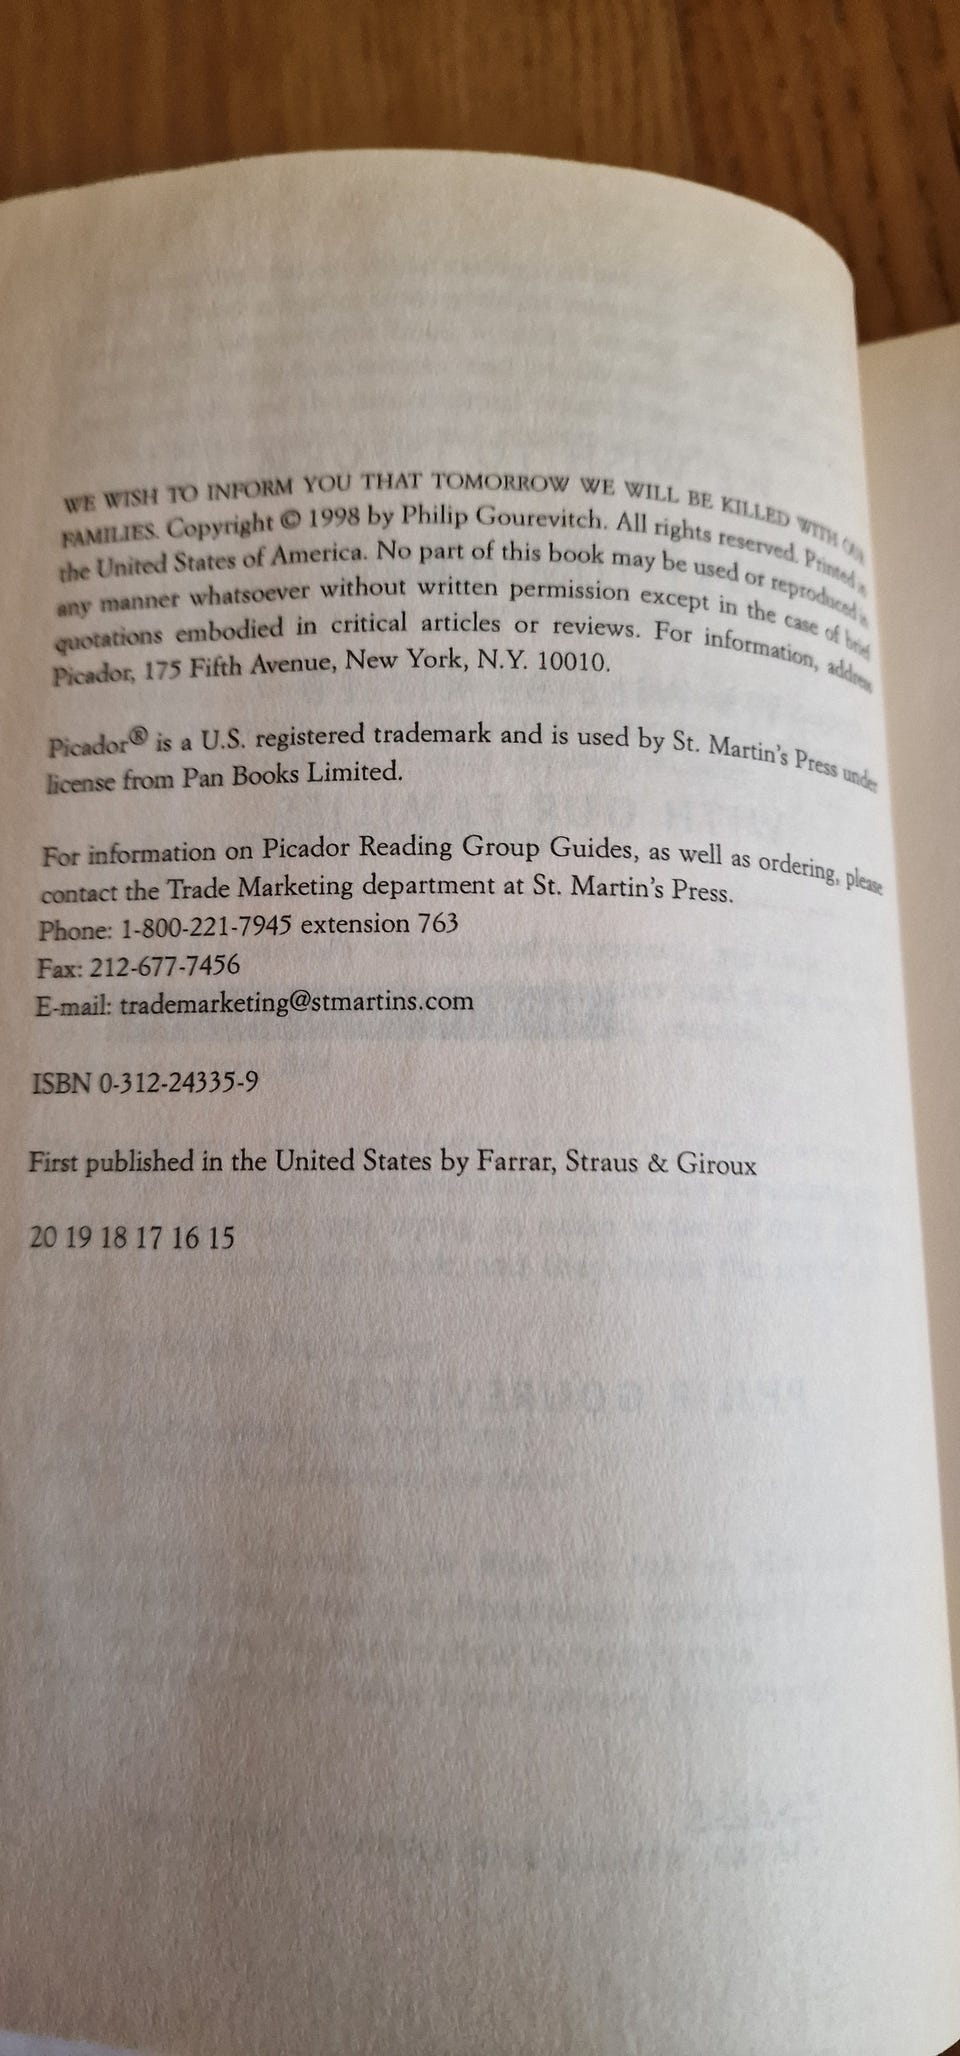 WE WISH TO INFORM YOU THAT TOMORROW WE WILL BE KILLED WITH OUR
FAMILIES. Copyright © 1998 by Philip Gourevitch. All rights reserved. Printed in
the United States of America. No part of this book may be used or reproduced in
any manner whatsoever without written permission except in the case of brief
quotations embodied in critical articles or reviews. For information, address
Picador, 175 Fifth Avenue, New York, N.Y. 10010.
Picador® is a U.S. registered trademark and is used by St. Martin's Press under
license from Pan Books Limited.
For information on Picador Reading Group Guides, as well as ordering, please
contact the Trade Marketing department at St. Martin's Press.
Phone: 1-800-221-7945 extension 763
Fax: 212-677-7456
E-mail: trademarketing@stmartins.com
ISBN 0-312-24335-9
First published in the United States by Farrar, Straus & Giroux
20 19 18 17 16 15